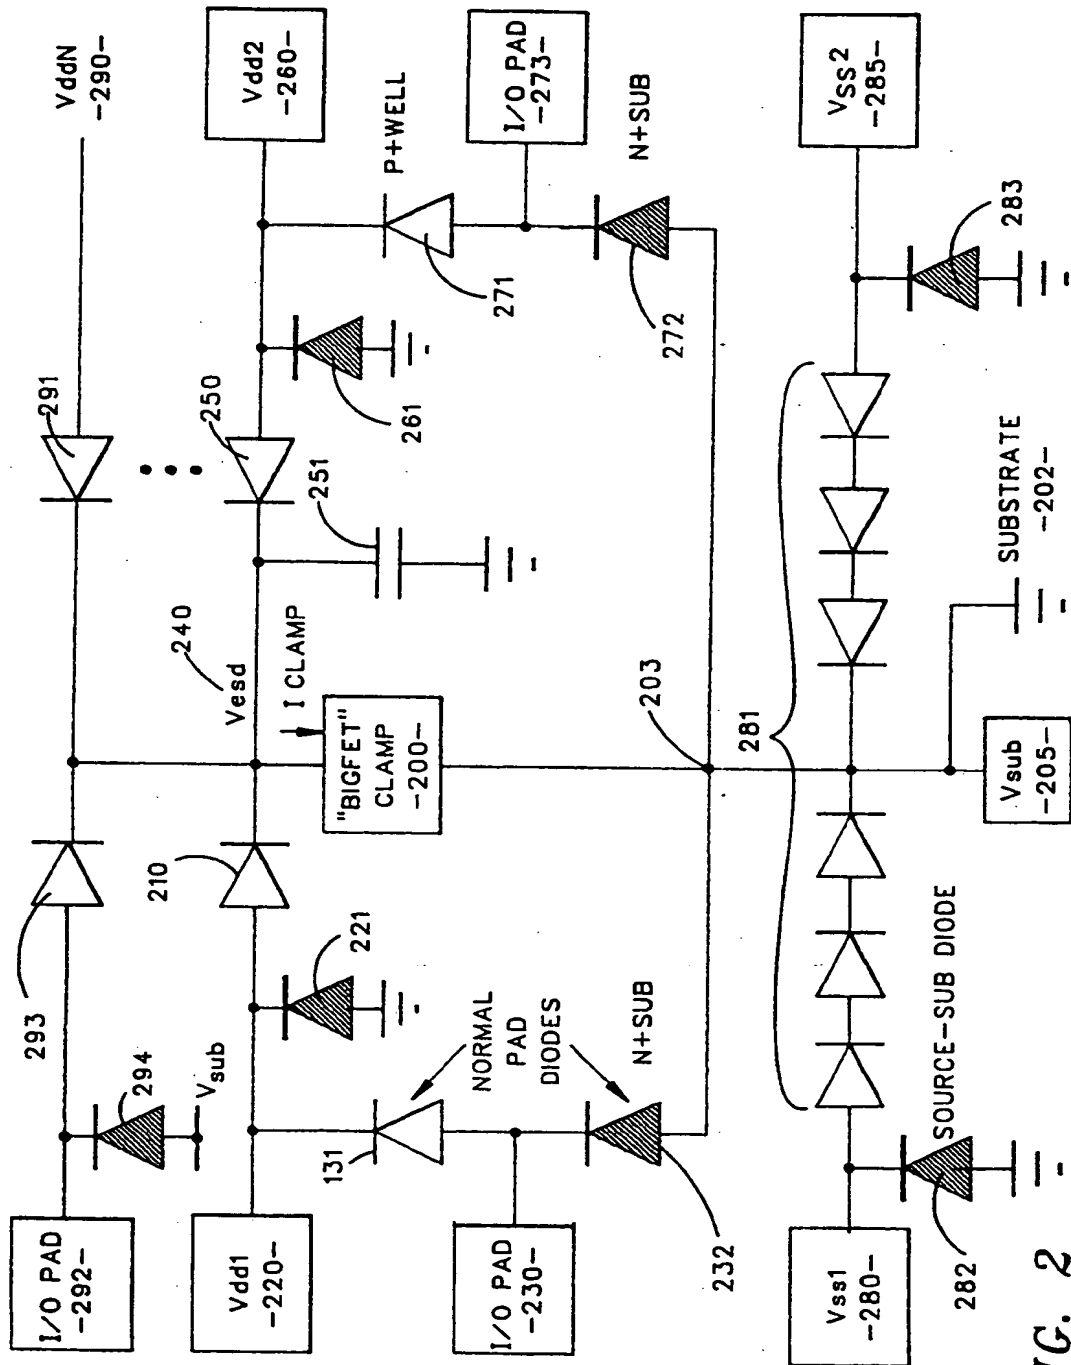 I/O PAD
-292-
293
294
Vsub
291
VddN
-290-
Vdd1
-220-
221
210
240
Vesd
I CLAMP
250
251
261
Vdd2
-260-
131
NORMAL
PAD
DIODES
"BIGFET"
CLAMP
-200-
271
P+WELL
I/O PAD
-273-
I/O PAD
-230-
232
N+SUB
203
272
N+SUB
281
Vss1
-280-
282
SOURCE-SUB DIODE
Vsub
-205-
SUBSTRATE
-202-
283
VSS2
-285-
IG. 2